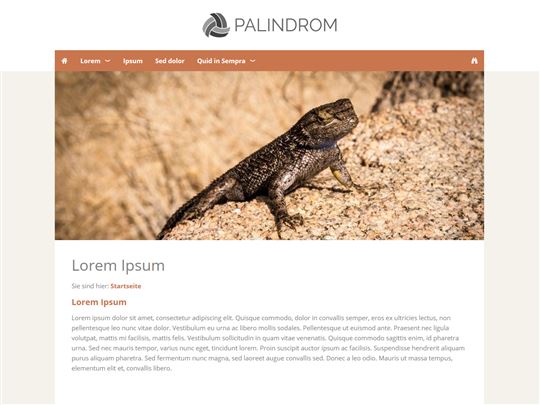 PALINDROM
Lorem Ipsum Sed dolor Quid in Sempra
Lorem Ipsum
Sie sind hier: Startseite
Lorem Ipsum
Lorem ipsum dolor sit amet, consectetur adipiscing elit. Quisque commodo, dolor in convallis semper, eros ex ultricies lectus, non
pellentesque leo nunc vitae dolor. Vestibulum eu urna ac libero mollis sodales. Pellentesque ut euismod ante. Praesent nec ligula
volutpat, mattis mi facilisis, mattis felis. Vestibulum sollicitudin in quam vitae venenatis. Quisque commodo sagittis enim, id pharetra
urna. Sed nec mauris tempor, varius nunc eget, tincidunt lorem. Proin suscipit tortor ipsum ac facilisis. Suspendisse hendrerit aliquam
purus aliquam pharetra. Sed fermentum nunc magna, sed laoreet augue convallis sed. Donec a leo odio. Mauris ut massa tempus,
elementum elit et, convallis libero.